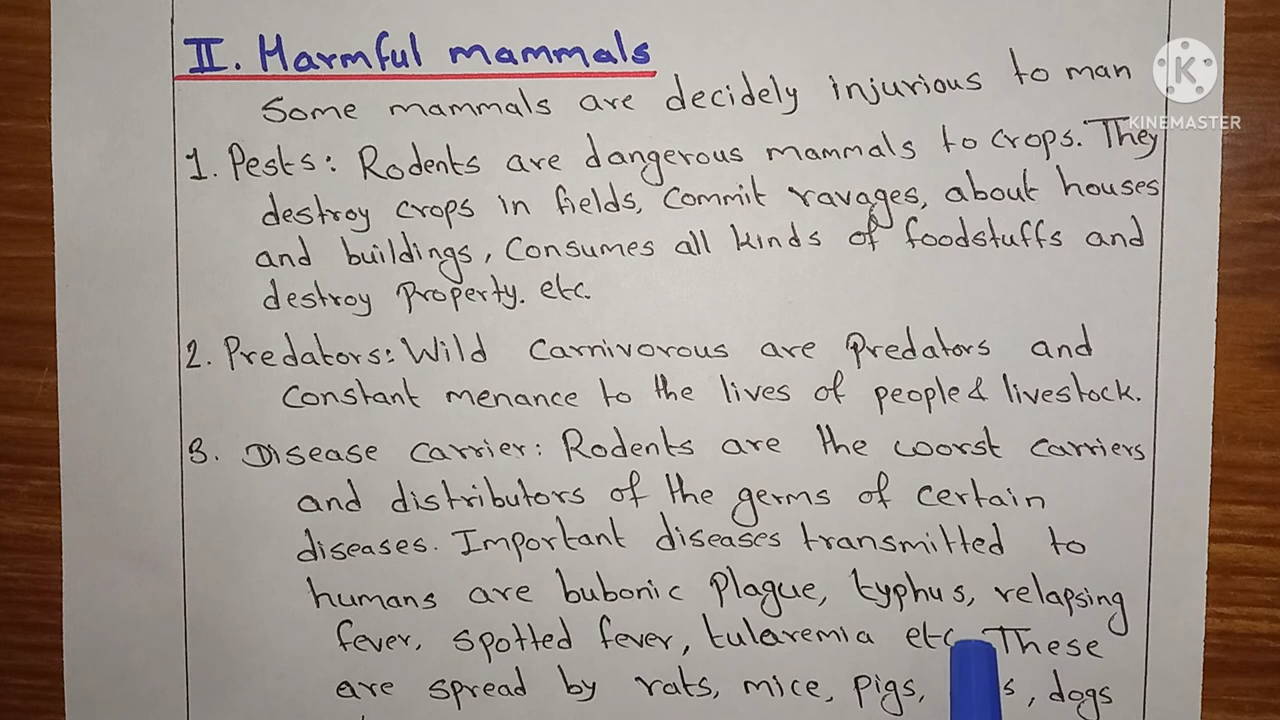 II. Harmful mammals
Some mammals are decidely injurious to man
KINEMASTER
1. Pests: Rodents are dangerous mammals to crops. They
destroy crops in fields, commit ravages, about houses
and buildings, consumes all kinds of foodstuffs and
destroy property. etc.
2. Predators: Wild carnivorous are predators and
constant menance to the lives of people & livestock.
3. Disease carrier: Rodents are the worst carriers
and distributors of the germs of certain
diseases. Important diseases transmitted to
humans are bubonic plague, typhus, relapsing
fever, spotted fever, tularemia etc These
are spread by rats, mice, pigs, dogs